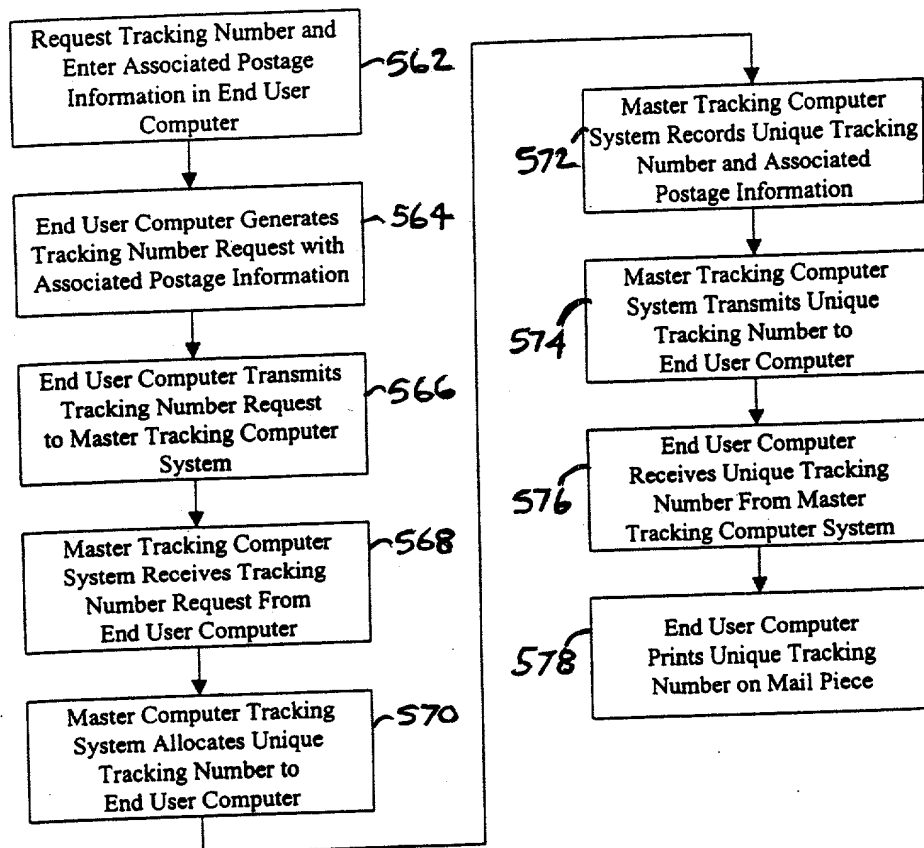 Request Tracking Number and
Enter Associated Postage
Information in End User
Computer
562
End User Computer Generates
Tracking Number Request with
Associated Postage Information
564
End User Computer Transmits
Tracking Number Request
to Master Tracking Computer
System
566
Master Tracking Computer
System Receives Tracking
Number Request From
End User Computer
568
Master Computer Tracking
System Allocates Unique
Tracking Number to
End User Computer
570
Master Tracking Computer
System Records Unique Tracking
Number and Associated
Postage Information
572
Master Tracking Computer
System Transmits Unique
Tracking Number to
End User Computer
574
End User Computer
Receives Unique Tracking
Number From Master
Tracking Computer System
576
End User Computer
Prints Unique Tracking
Number on Mail Piece
578